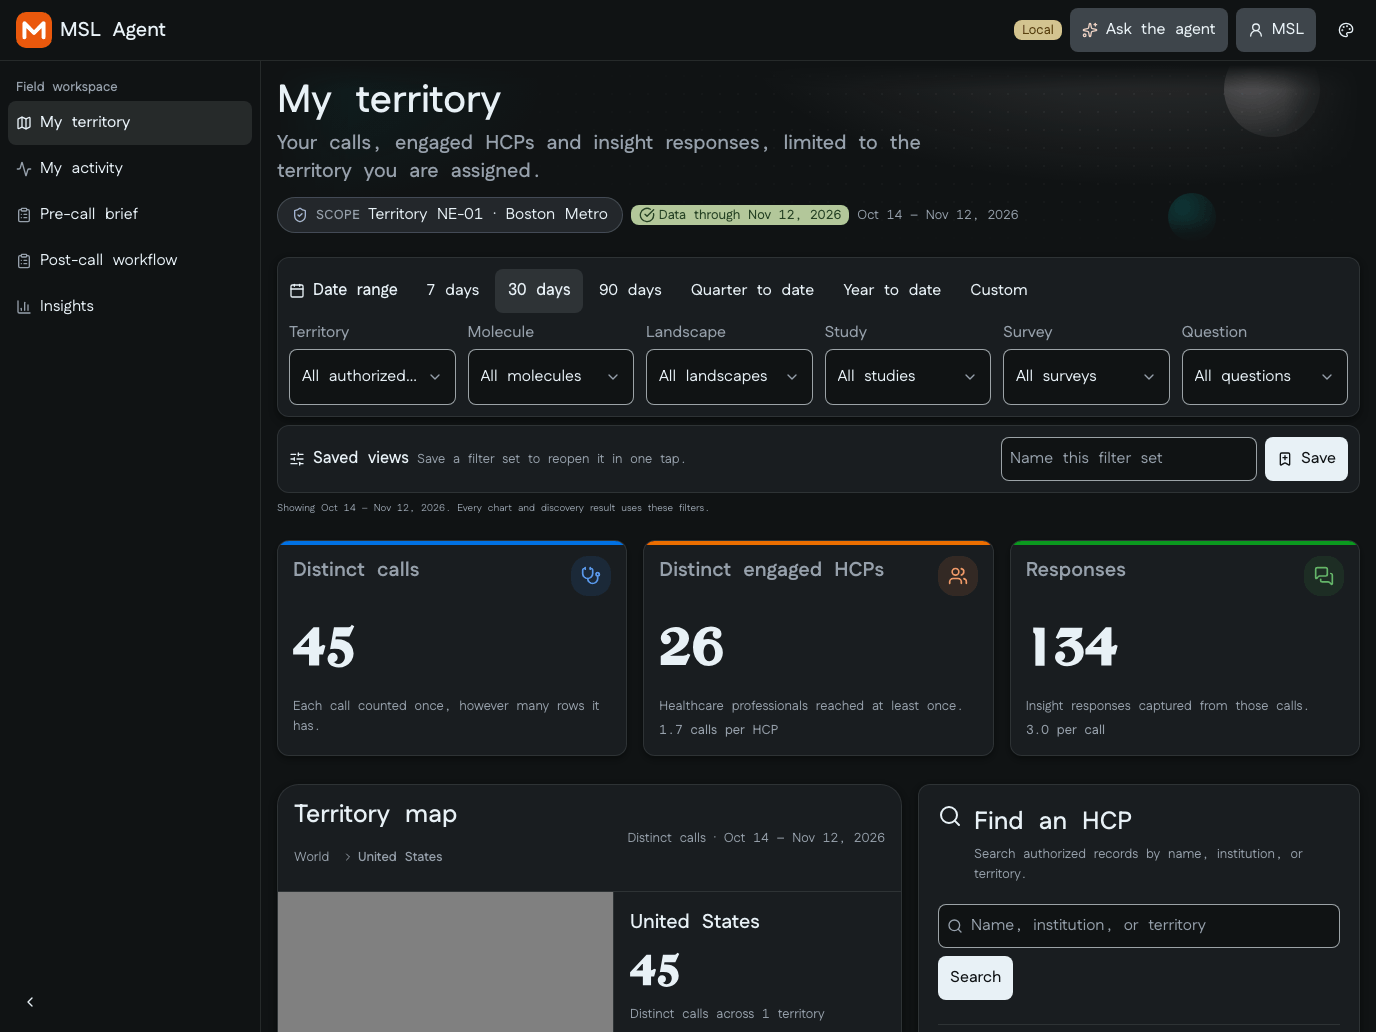 MSL Agent
Local
Ask the agent
MSL
Field workspace
My territory
My activity
Pre-call brief
Post-call workflow
Insights
My territory
Your calls, engaged HCPs and insight responses, limited to the
territory you are assigned.
SCOPE Territory NE-01 · Boston Metro
Data through Nov 12, 2026
Oct 14 – Nov 12, 2026
Date range
7 days
30 days
90 days
Quarter to date
Year to date
Custom
Territory
Molecule
Landscape
Study
Survey
Question
All authorized...
All molecules
All landscapes
All studies
All surveys
All questions
Saved views
Save a filter set to reopen it in one tap.
Name this filter set
Save
Showing Oct 14 – Nov 12, 2026. Every chart and discovery result uses these filters.
Distinct calls
45
Each call counted once, however many rows it
has.
Distinct engaged HCPs
26
Healthcare professionals reached at least once.
1.7 calls per HCP
Responses
134
Insight responses captured from those calls.
3.0 per call
Territory map
Distinct calls · Oct 14 – Nov 12, 2026
World > United States
United States
45
Distinct calls across 1 territory
Find an HCP
Search authorized records by name, institution, or
territory.
Name, institution, or territory
Search